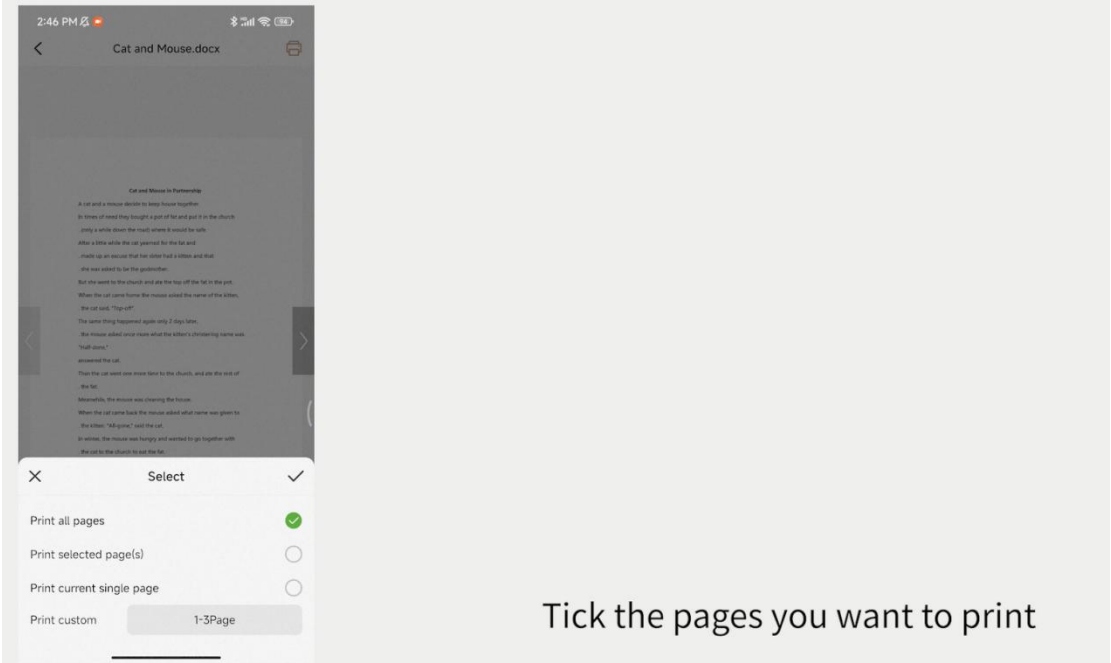 2:46 PM
Cat and Mouse.docx
Cat and Mouse in Partnership
A cat and a mouse decide to keep house together.
In times of need they bought a pot of fat and put it in the church
(only a while down the road) where it would be safe.
After a little while the cat yearned for the fat and
made up an excuse that her sister had a kitten and that
she was asked to be the godmother.
But she went to the church and ate the top off the fat in the pot.
When the cat came home the mouse asked the name of the kitten,
the cat said, "Top-off".
The same thing happened again only 2 days later,
the mouse asked once more what the kitten's christening name was.
"Half-done,"
answered the cat.
Then the cat went one more time to the church, and ate the rest of
the fat.
Meanwhile, the mouse was cleaning the house.
When the cat came back the mouse asked what name was given to
the kitten. "All-gone," said the cat.
In winter, the mouse was hungry and wanted to go together with
the cat to the church to eat the fat.
Select
Print all pages
Print selected page(s)
Print current single page
Print custom
1-3Page
Tick the pages you want to print